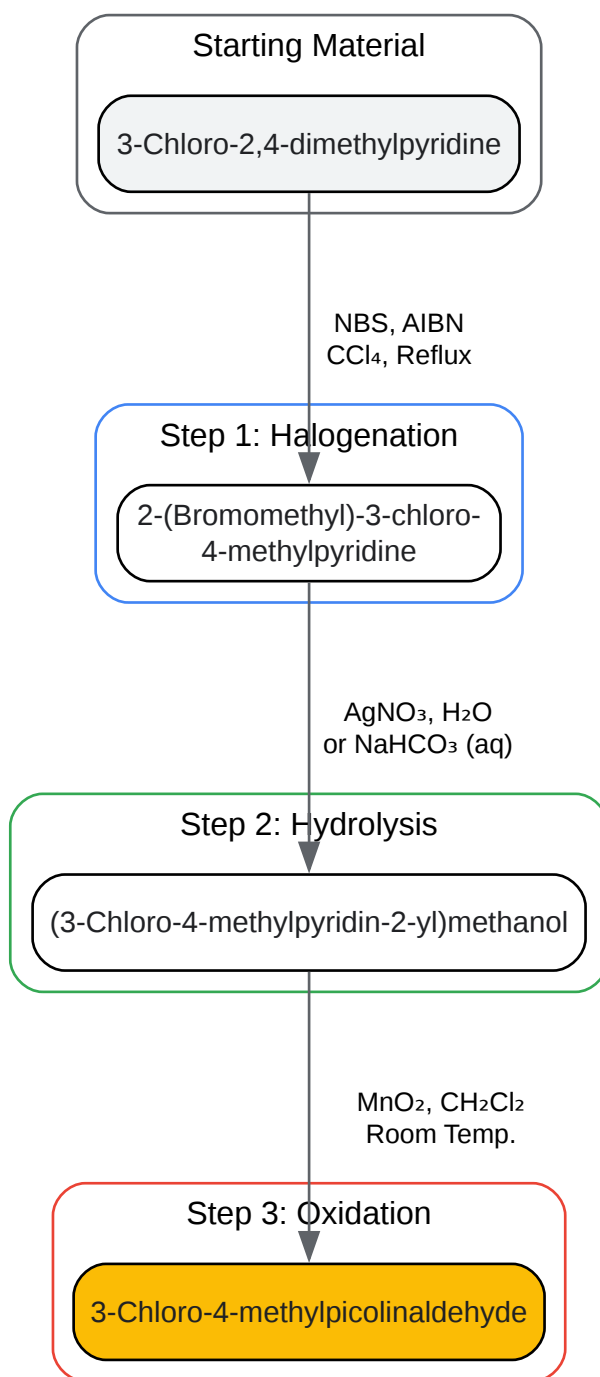 Starting Material
3-Chloro-2,4-dimethylpyridine
NBS, AIBN
CCl₄, Reflux
Step 1: Halogenation
2-(Bromomethyl)-3-chloro-
4-methylpyridine
AgNO₃, H₂O
or NaHCO₃ (aq)
Step 2: Hydrolysis
(3-Chloro-4-methylpyridin-2-yl)methanol
MnO₂, CH₂Cl₂
Room Temp.
Step 3: Oxidation
3-Chloro-4-methylpicolinaldehyde